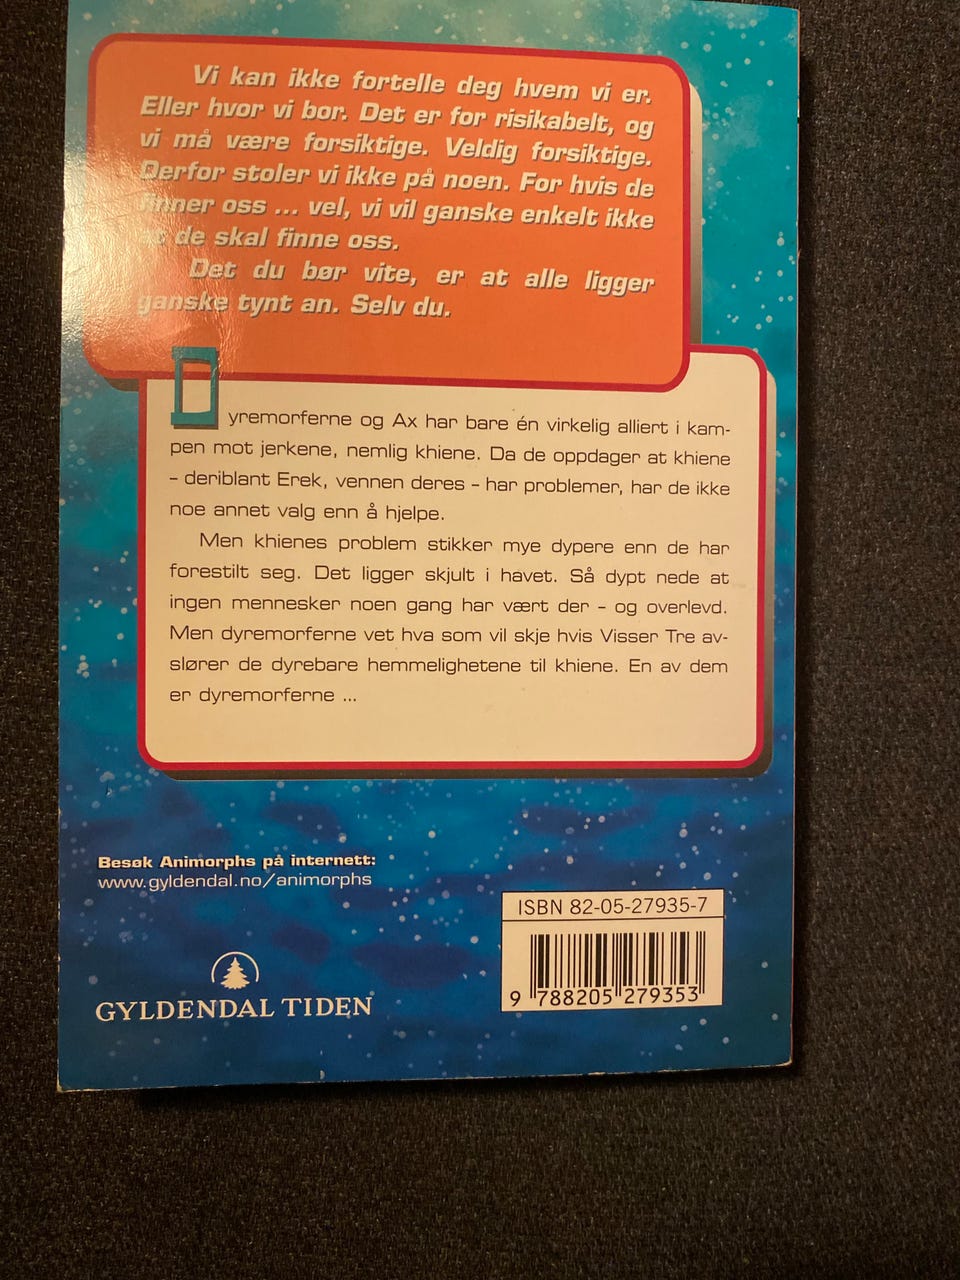 Vi kan ikke fortelle deg hvem vi er.
Eller hvor vi bor. Det er for risikabelt, og
vi må være forsiktige. Veldig forsiktige.
Derfor stoler vi ikke på noen. For hvis de
finner oss ... vel, vi vil ganske enkelt ikke
at de skal finne oss.
Det du bør vite, er at alle ligger
ganske tynt an. Selv du.
Dyremorferne og Ax har bare én virkelig alliert i kam-
pen mot jerkene, nemlig khiene. Da de oppdager at khiene
– deriblant Erek, vennen deres – har problemer, har de ikke
noe annet valg enn å hjelpe.
Men khienes problem stikker mye dypere enn de har
forestilt seg. Det ligger skjult i havet. Så dypt nede at
ingen mennesker noen gang har vært der – og overlevd.
Men dyremorferne vet hva som vil skje hvis Visser Tre av-
slører de dyrebare hemmelighetene til khiene. En av dem
er dyremorferne ...
Besøk Animorphs på internett:
www.gyldendal.no/animorphs
GYLDENDAL TIDEN
ISBN 82-05-27935-7
9 788205 279353